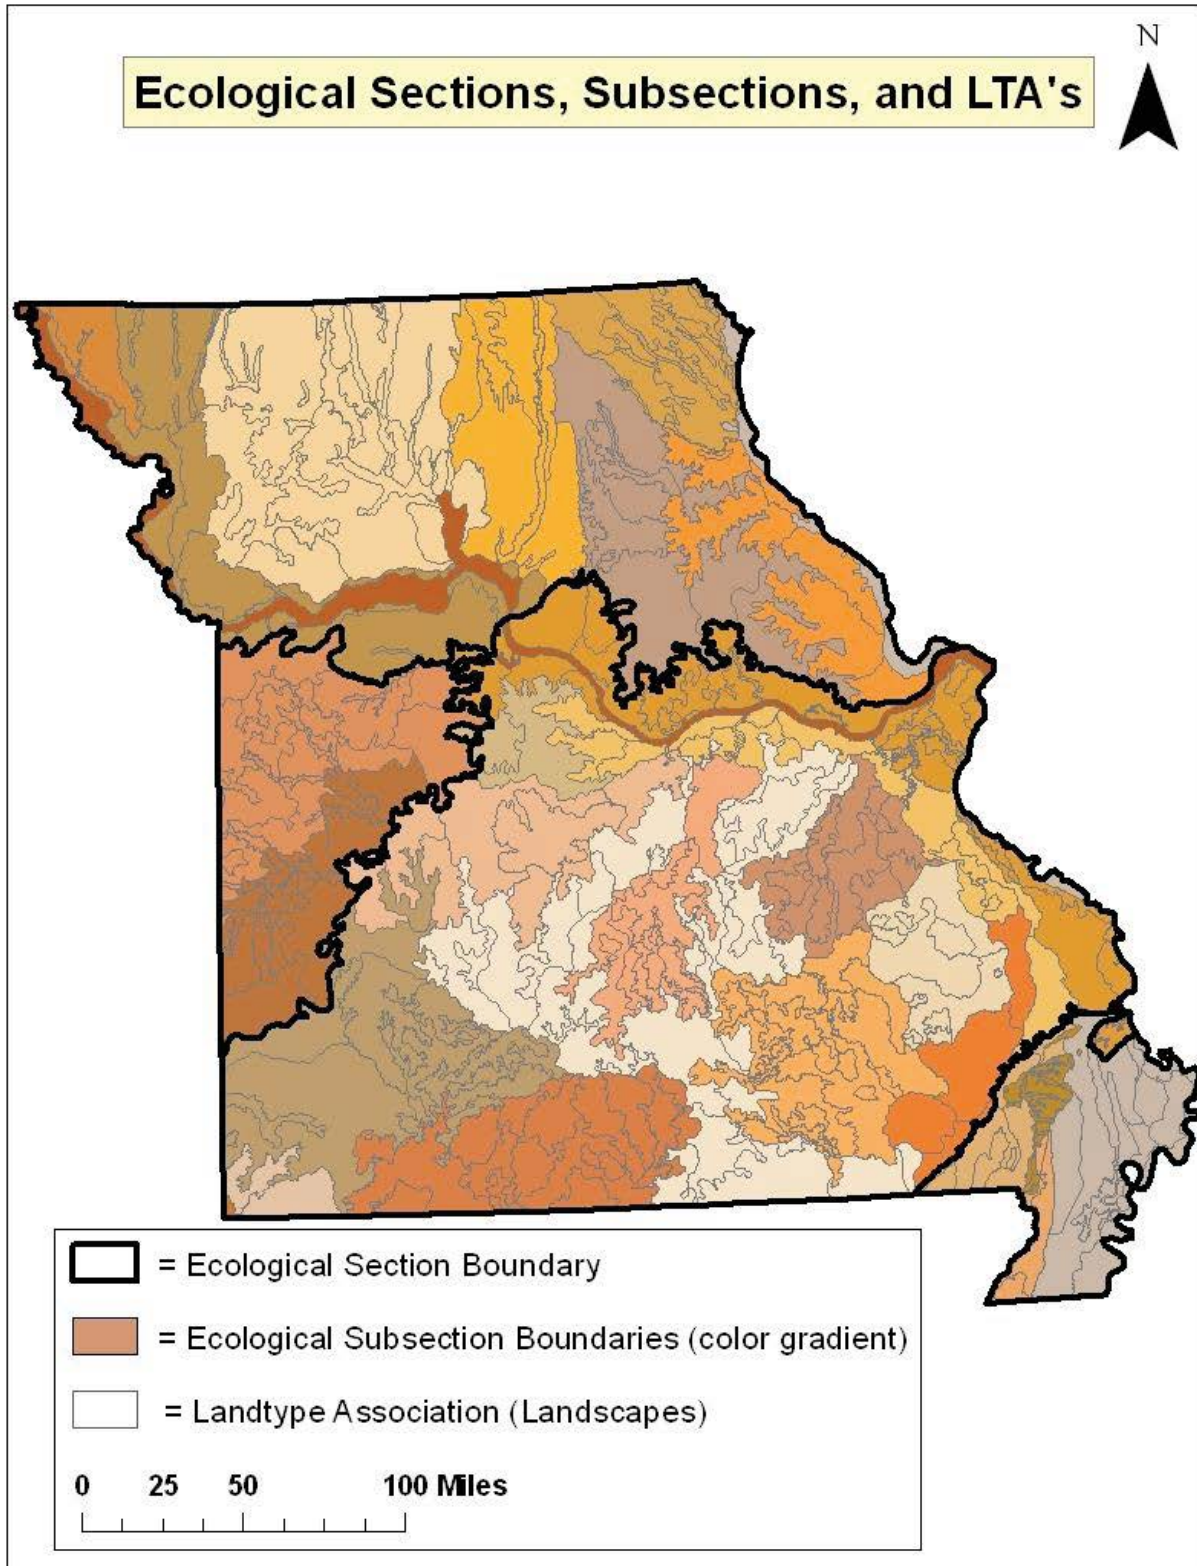 N
Ecological Sections, Subsections, and LTA's
= Ecological Section Boundary
= Ecological Subsection Boundaries (color gradient)
= Landtype Association (Landscapes)
0 25 50 100 Miles